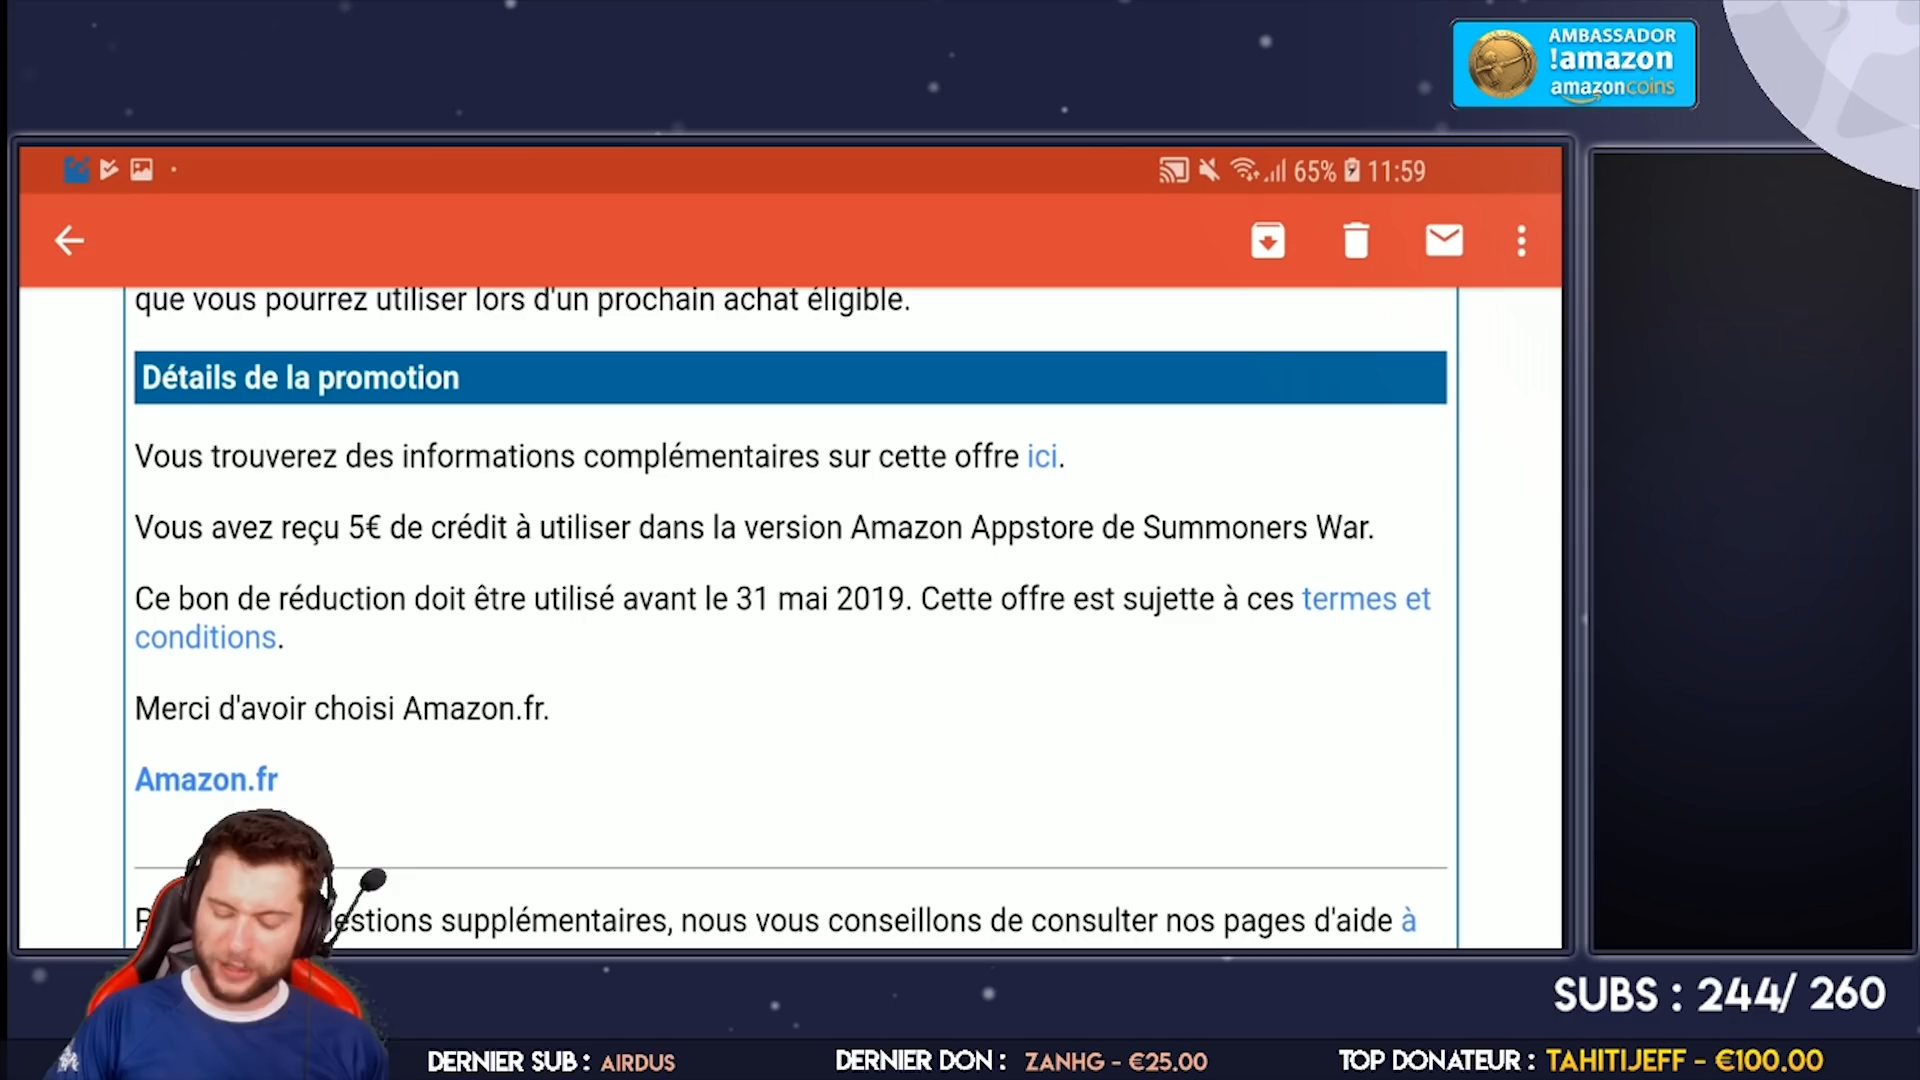 AMBASSADOR
!amazon
amazoncoins
65% 11:59
que vous pourrez utiliser lors d'un prochain achat éligible.
Détails de la promotion
Vous trouverez des informations complémentaires sur cette offre ici.
Vous avez reçu 5€ de crédit à utiliser dans la version Amazon Appstore de Summoners War.
Ce bon de réduction doit être utilisé avant le 31 mai 2019. Cette offre est sujette à ces termes et
conditions.
Merci d'avoir choisi Amazon.fr.
Amazon.fr
supplémentaires, nous vous conseillons de consulter nos pages d'aide à
SUBS : 244/ 260
DERNIER SUB : AIRDUS
DERNIER DON : ZANHG - €25.00
TOP DONATEUR : TAHITIJEFF - €100.00